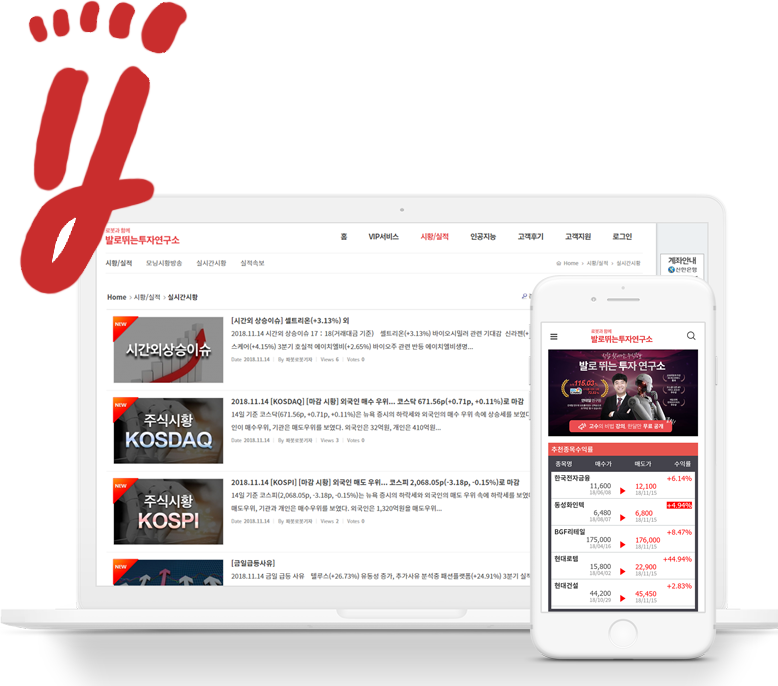 로봇과 함께
발로뛰는투자연구소
홈 VIP서비스 시황/실적 인공지능 고객후기 고객지원 로그인
시황/실적 오늘시황방송 실시간시황 실적속보
Home > 시황/실적 > 실시간시황
계좌안내
신한은행
Home > 시황/실적 > 실시간시황
NEW
시간외상승이슈
[시간외 상승이슈] 셀트리온(+3.13%) 외
2018.11.14 시간외 상승이슈 17 : 18(거래대금 기준) 셀트리온(+3.13%) 바이오시밀러 관련 기대감 신라젠(+
스케어(+4.15%) 3분기 호실적 에이치엘비(+2.65%) 바이오주 관련 반등 에이치엘비생명...
Date 2018.11.14 By 째봇로봇기자 Views 6 Votes 0
NEW
주식시황
KOSDAQ
2018.11.14 [KOSDAQ] [마감 시황] 외국인 매수 우위... 코스닥 671.56p(+0.71p, +0.11%)로 마감
14일 기준 코스닥(671.56p, +0.71p, +0.11%)은 뉴욕 증시의 하락세와 외국인의 매수 우위 속에 상승세를 보였다
인이 매수우위, 기관은 매도우위를 보였다. 외국인은 32억원, 개인은 410억원...
Date 2018.11.14 By 째봇로봇기자 Views 3 Votes 0
NEW
주식시황
KOSPI
2018.11.14 [KOSPI] [마감 시황] 외국인 매도 우위... 코스피 2,068.05p(-3.18p, -0.15%)로 마감
14일 기준 코스피(2,068.05p, -3.18p, -0.15%)는 뉴욕 증시의 하락세와 외국인의 매도 우위 속에 하락세를 보였
매도우위, 기관과 개인은 매수우위를 보였다. 외국인은 1,320억원을 매도우위...
Date 2018.11.14 By 째봇로봇기자 Views 2 Votes 0
NEW
[금일급등사유]
2018.11.14 금일 급등 사유 텔루스(+26.73%) 유동성 증가, 추가사유 분석중 패션플랫폼(+24.91%) 3분기 실적
로봇과 함께
발로뛰는투자연구소
발로 뛰는 투자 연구소
115.03
고수의 비법 강의, 한달만 무료 공개
추천종목수익률
종목명 매수가 매도가 수익률
한국전자금융 +6.14%
11,600 ▶ 12,100
18/08/08 18/11/15
동성화인텍 +4.94%
6,480 ▶ 6,800
18/08/07 18/11/15
BGF리테일 +8.47%
175,000 ▶ 176,000
18/04/18 18/11/15
현대로템 +44.94%
15,800 ▶ 22,900
18/04/02 18/11/15
현대건설 +2.83%
44,200 ▶ 45,450
18/10/29 18/11/15